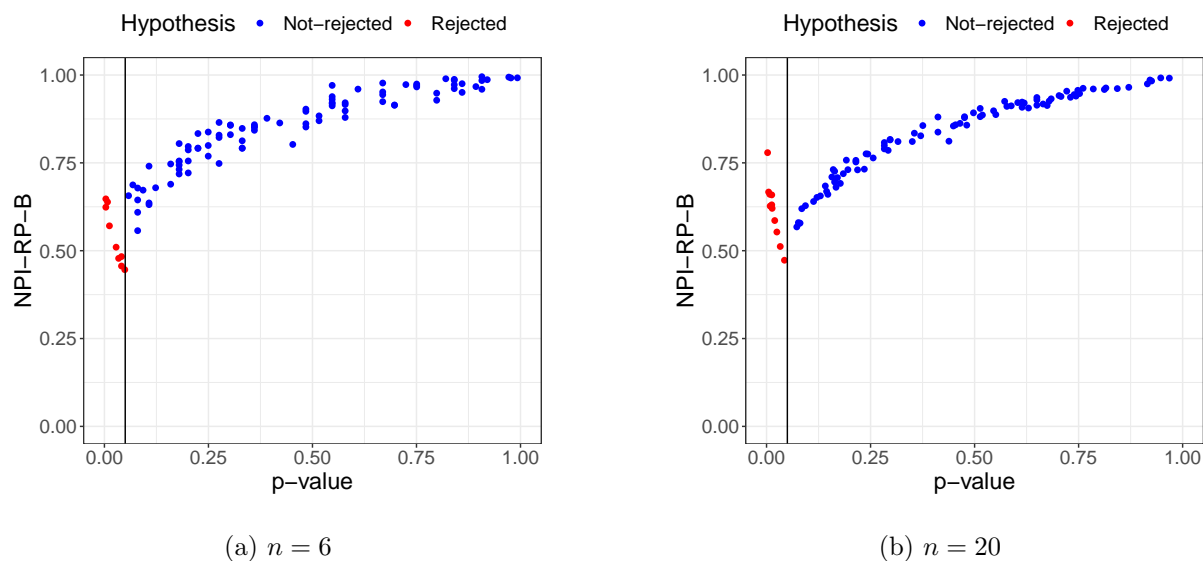 Hypothesis Not−rejected Rejected
NPI−RP−B
1.00
0.75
0.50
0.25
0.00
0.00 0.25 0.50 0.75 1.00
p−value
(a) n = 6
Hypothesis Not−rejected Rejected
NPI−RP−B
1.00
0.75
0.50
0.25
0.00
0.00 0.25 0.50 0.75 1.00
p−value
(b) n = 20